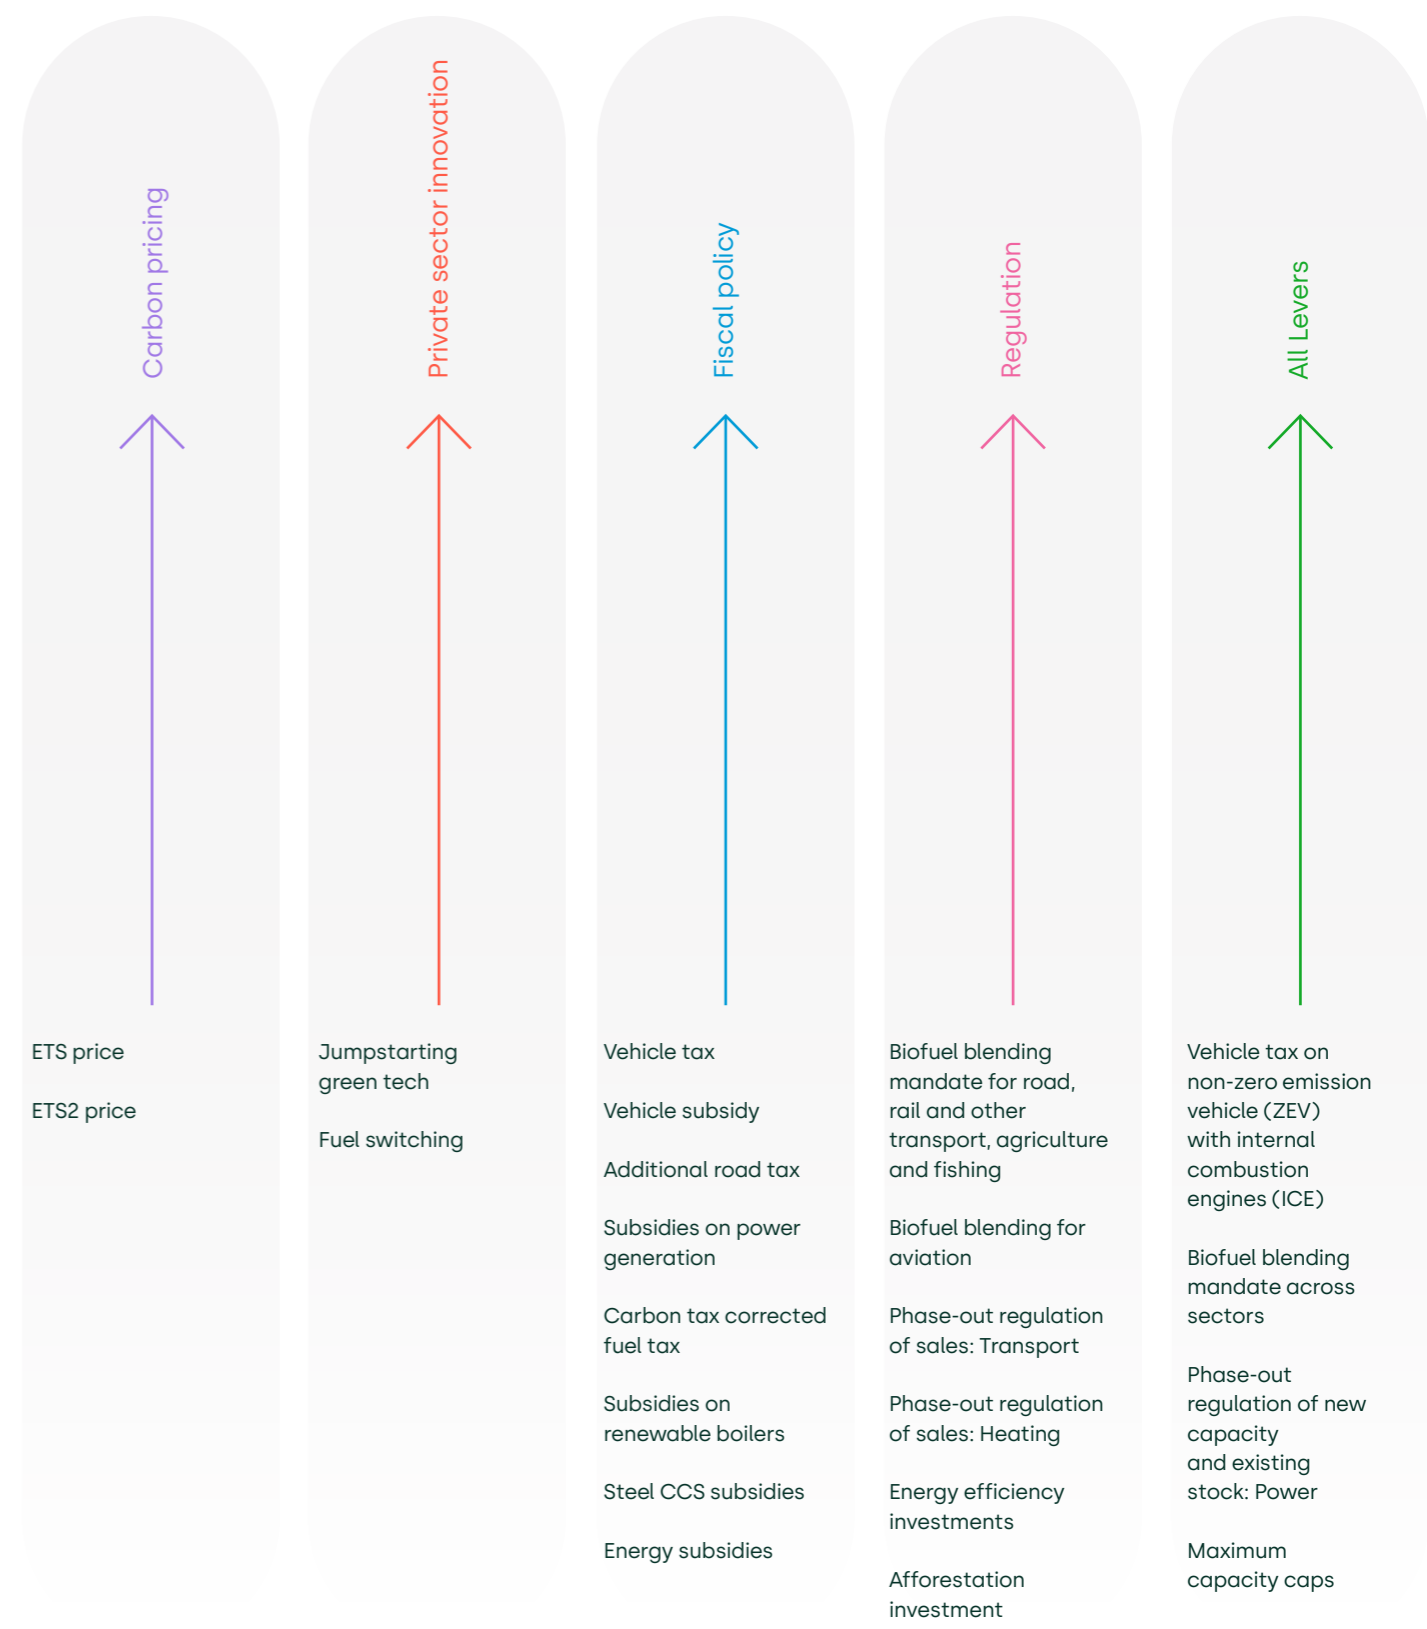 Carbon pricing
ETS price
ETS2 price
Private sector innovation
Jumpstarting
green tech
Fuel switching
Fiscal policy
Vehicle tax
Vehicle subsidy
Additional road tax
Subsidies on power
generation
Carbon tax corrected
fuel tax
Subsidies on
renewable boilers
Steel CCS subsidies
Energy subsidies
Regulation
Biofuel blending
mandate for road,
rail and other
transport, agriculture
and fishing
Biofuel blending for
aviation
Phase-out regulation
of sales: Transport
Phase-out regulation
of sales: Heating
Energy efficiency
investments
Afforestation
investment
All Levers
Vehicle tax on
non-zero emission
vehicle (ZEV)
with internal
combustion
engines (ICE)
Biofuel blending
mandate across
sectors
Phase-out
regulation of new
capacity
and existing
stock: Power
Maximum
capacity caps